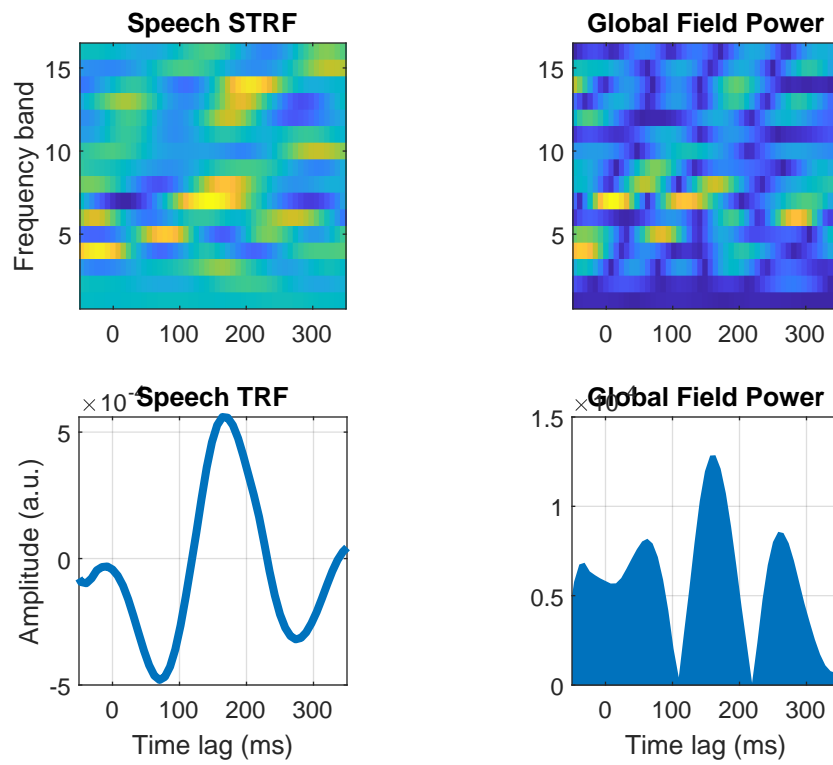 Speech STRF
15
10
5
0 100 200 300
Frequency band
Global Field Power
15
10
5
0 100 200 300
Speech TRF
× 10⁻⁴
5
0
-5
0 100 200 300
Amplitude (a.u.)
Time lag (ms)
Global Field Power
1.5
1
0.5
0
0 100 200 300
Time lag (ms)